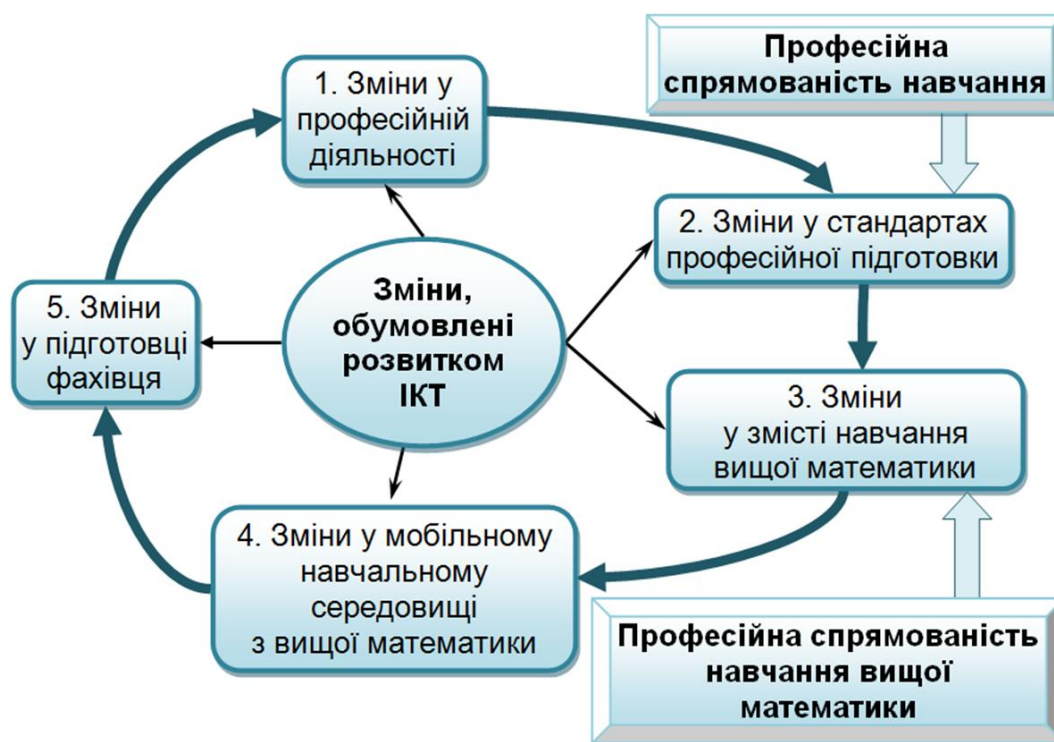 Професійна
спрямованість навчання
1. Зміни у
професійній
діяльності
2. Зміни у стандартах
професійної підготовки
Зміни,
обумовлені
розвитком
ІКТ
5. Зміни
у підготовці
фахівця
3. Зміни
у змісті навчання
вищої математики
4. Зміни у мобільному
навчальному
середовищі
з вищої математики
Професійна спрямованість
навчання вищої
математики